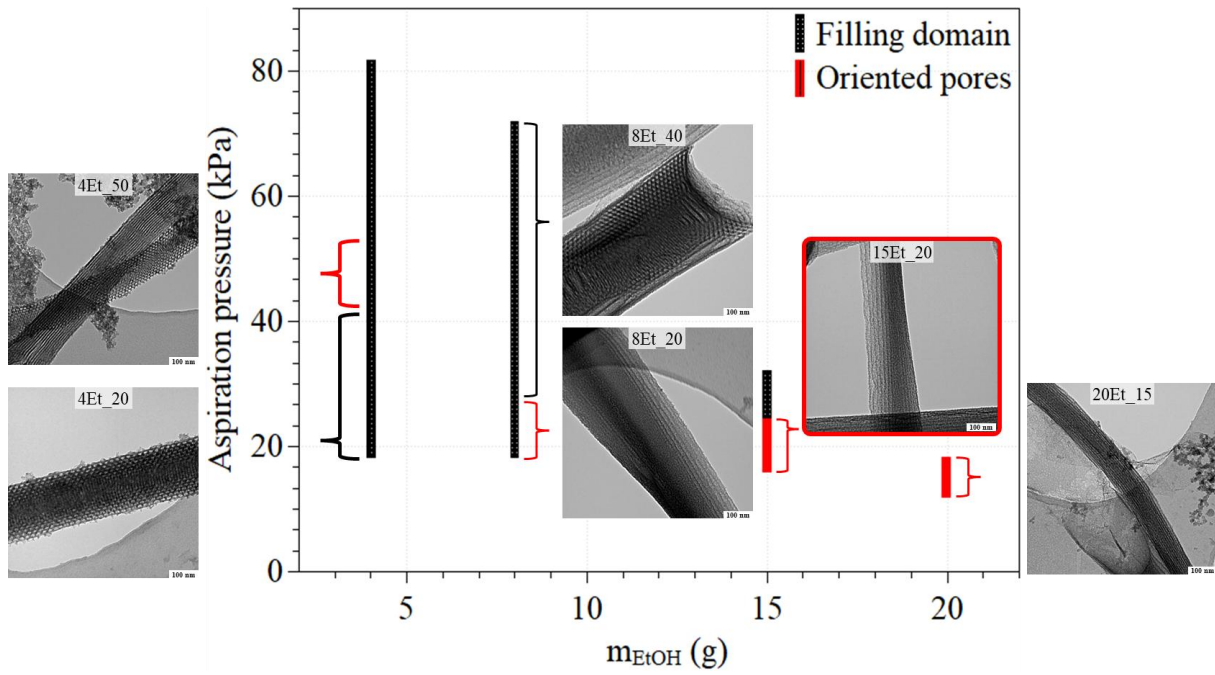 Filling domain
Oriented pores
Aspiration pressure (kPa)
80
60
40
20
0
5
10
15
20
mEtOH (g)
4Et_50
100 nm
4Et_20
100 nm
8Et_40
100 nm
8Et_20
100 nm
15Et_20
100 nm
20Et_15
100 nm